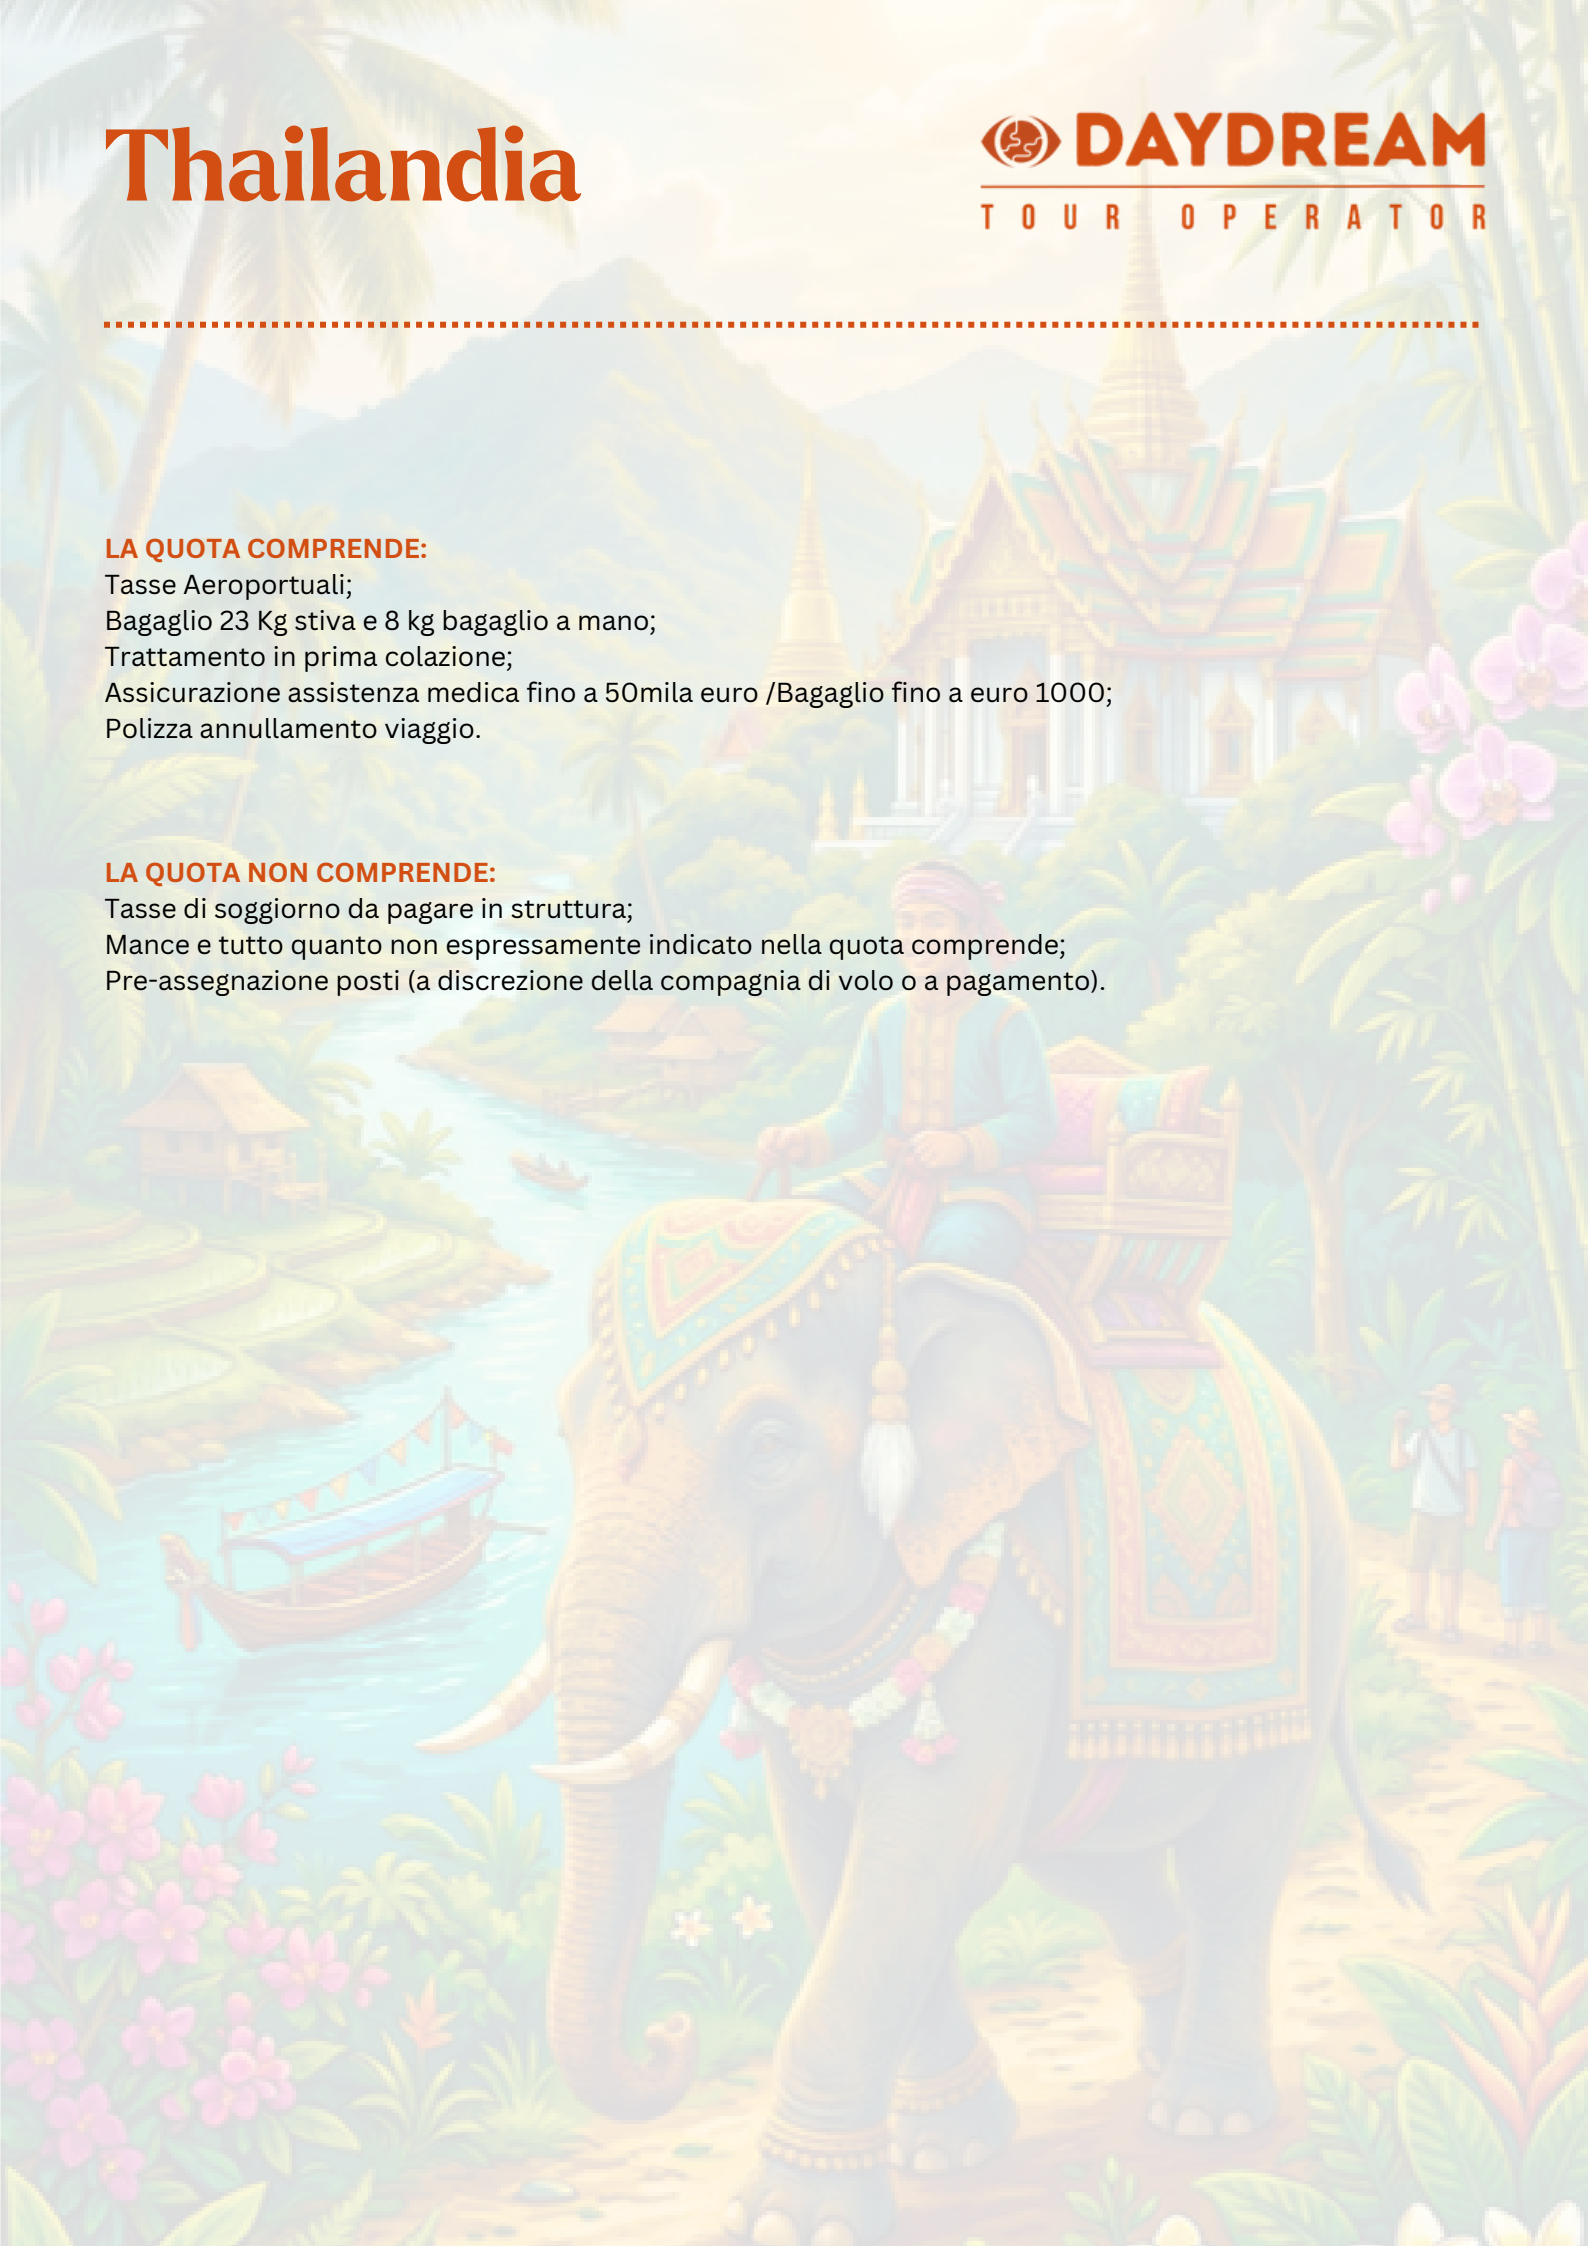 Thailandia
DAYDREAM
TOUR OPERATOR
LA QUOTA COMPRENDE:
Tasse Aeroportuali;
Bagaglio 23 Kg stiva e 8 kg bagaglio a mano;
Trattamento in prima colazione;
Assicurazione assistenza medica fino a 50mila euro /Bagaglio fino a euro 1000;
Polizza annullamento viaggio.
LA QUOTA NON COMPRENDE:
Tasse di soggiorno da pagare in struttura;
Mance e tutto quanto non espressamente indicato nella quota comprende;
Pre-assegnazione posti (a discrezione della compagnia di volo o a pagamento).